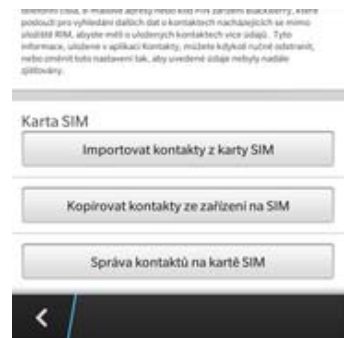 telefonní čísla, e-mailové adresy nebo kód PIN zařízení BlackBerry, které
poslouží pro vyhledání dalších dat o kontaktech nacházejících se mimo
úložiště RIM, abyste měli o uložených kontaktech více údajů. Tyto
informace, uložené v aplikaci Kontakty, můžete kdykoli ručně odstranit,
nebo změnit toto nastavení tak, aby uvedené údaje nebyly nadále
zjišťovány.
Karta SIM
Importovat kontakty z karty SIM
Kopírovat kontakty ze zařízení na SIM
Správa kontaktů na kartě SIM